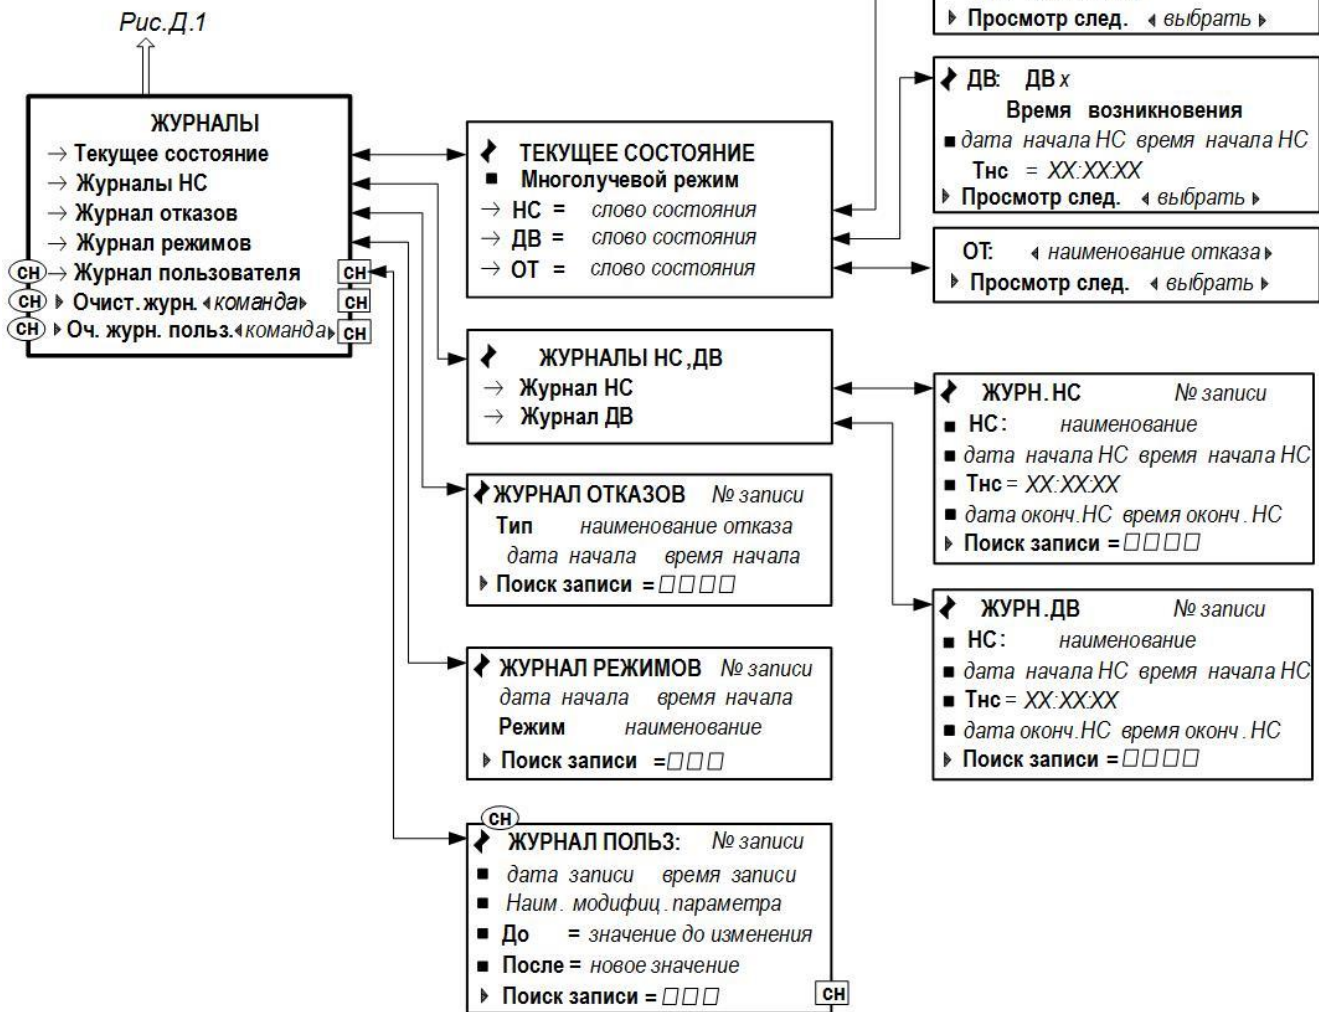 Рис.Д.1
ЖУРНАЛЫ
→ Текущее состояние
→ Журналы НС
→ Журнал отказов
→ Журнал режимов
СН → Журнал пользователя СН
СН Очист.журн. команда СН
СН Оч. журн. польз. команда СН
ТЕКУЩЕЕ СОСТОЯНИЕ
Многолучевой режим
→ НС = слово состояния
→ ДВ = слово состояния
→ ОТ = слово состояния
ЖУРНАЛЫ НС,ДВ
→ Журнал НС
→ Журнал ДВ
ЖУРНАЛ ОТКАЗОВ № записи
Тип наименование отказа
дата начала время начала
Поиск записи = □□□□
ЖУРНАЛ РЕЖИМОВ № записи
дата начала время начала
Режим наименование
Поиск записи = □□□
СН
ЖУРНАЛ ПОЛЬЗ: № записи
дата записи время записи
Наим. модифиц. параметра
До = значение до изменения
После = новое значение
Поиск записи = □□□ СН
Просмотр след. выбрать
ДВ: ДВ x
Время возникновения
дата начала НС время начала НС
Тнс = XX:XX:XX
Просмотр след. выбрать
ОТ: наименование отказа
Просмотр след. выбрать
ЖУРН.НС № записи
НС: наименование
дата начала НС время начала НС
Тнс = XX:XX:XX
дата оконч.НС время оконч. НС
Поиск записи = □□□□
ЖУРН.ДВ № записи
НС: наименование
дата начала НС время начала НС
Тнс = XX:XX:XX
дата оконч.НС время оконч. НС
Поиск записи = □□□□